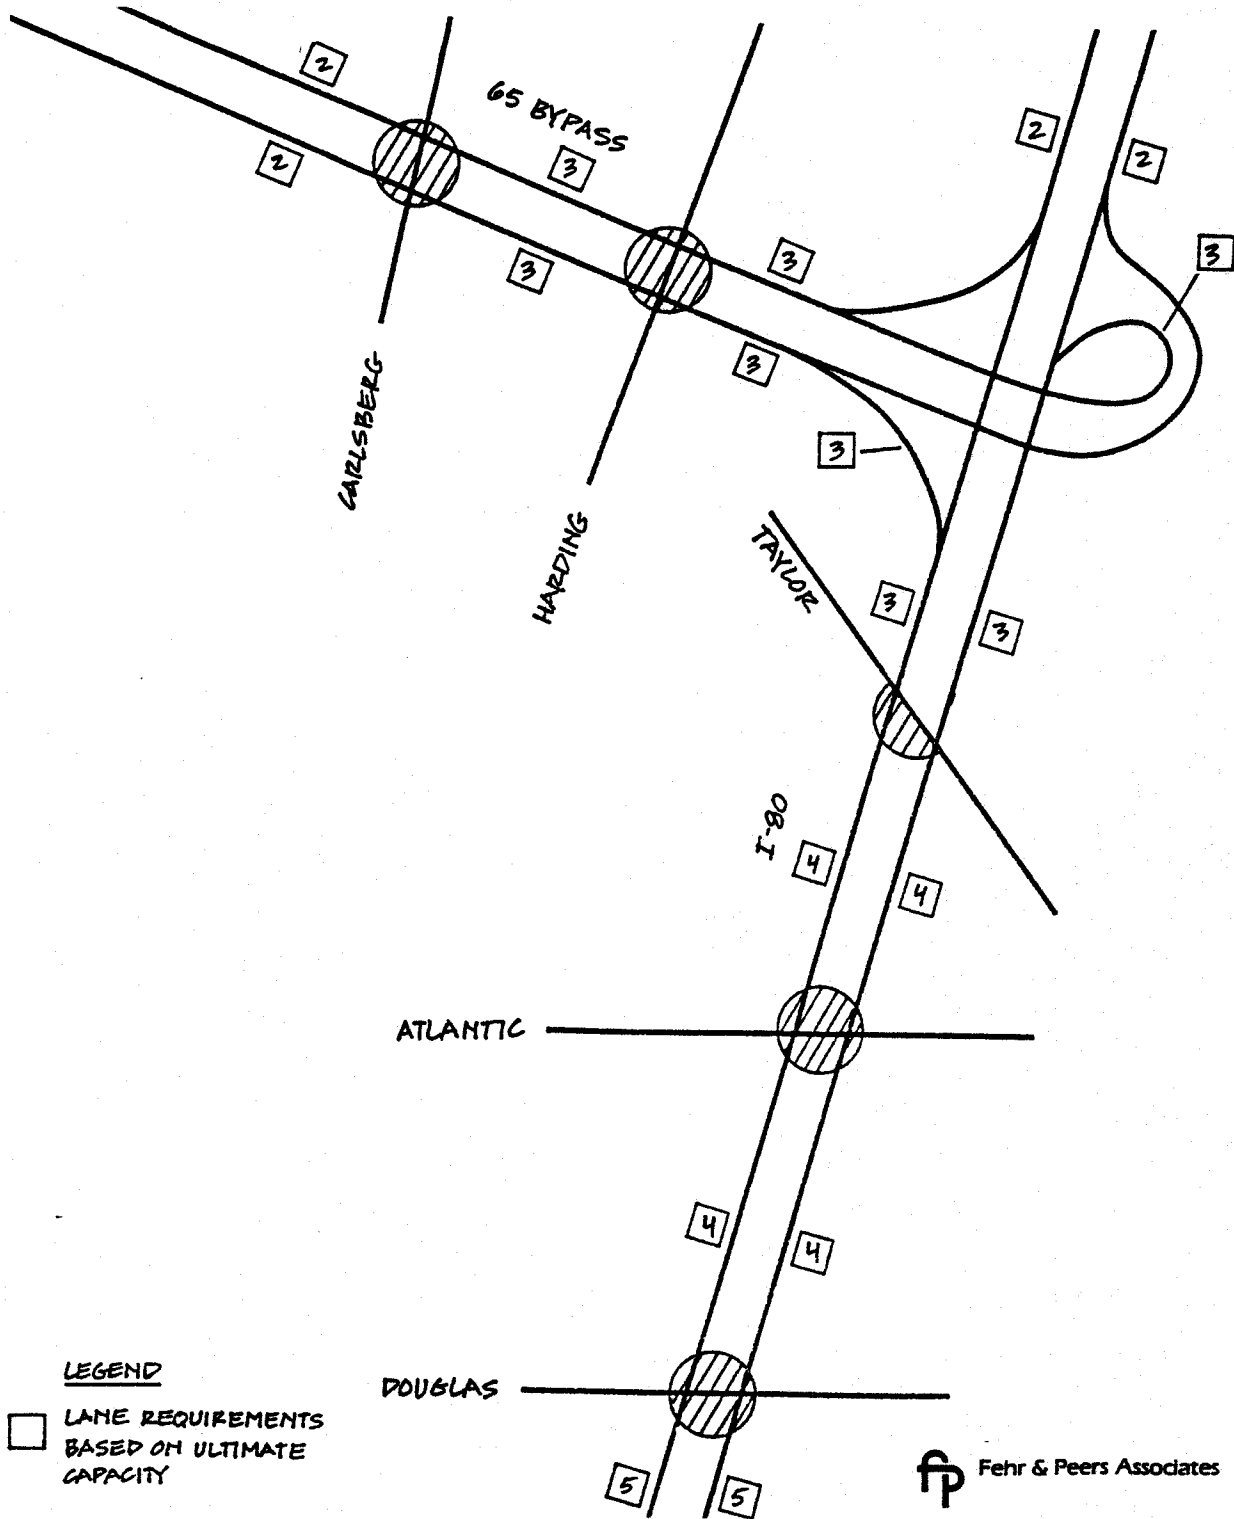 2
2
65 BYPASS
3
3
3
3
2
2
3
3
CARLSBERG
HARDING
TAYLOR
3
3
I-80
4
4
ATLANTIC
4
4
DOUGLAS
5
5
LEGEND
LANE REQUIREMENTS
BASED ON ULTIMATE
CAPACITY
fp Fehr & Peers Associates